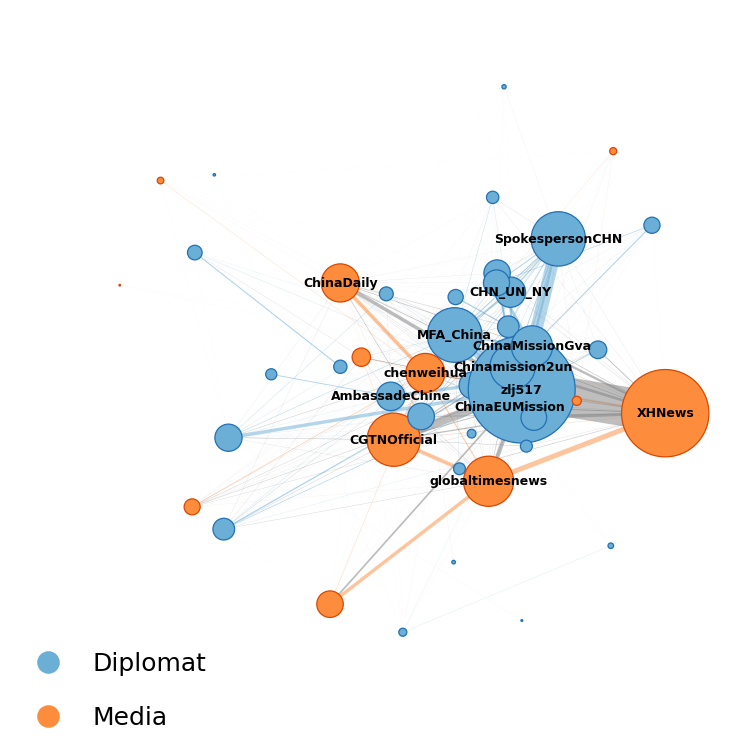 SpokespersonCHN
ChinaDaily
CHN_UN_NY
MFA_China
ChinaMissionGva
Chinamission2un
chenweihua
zlj517
AmbassadeChine
ChinaEUMission
XHNews
CGTNOfficial
globaltimesnews
Diplomat
Media